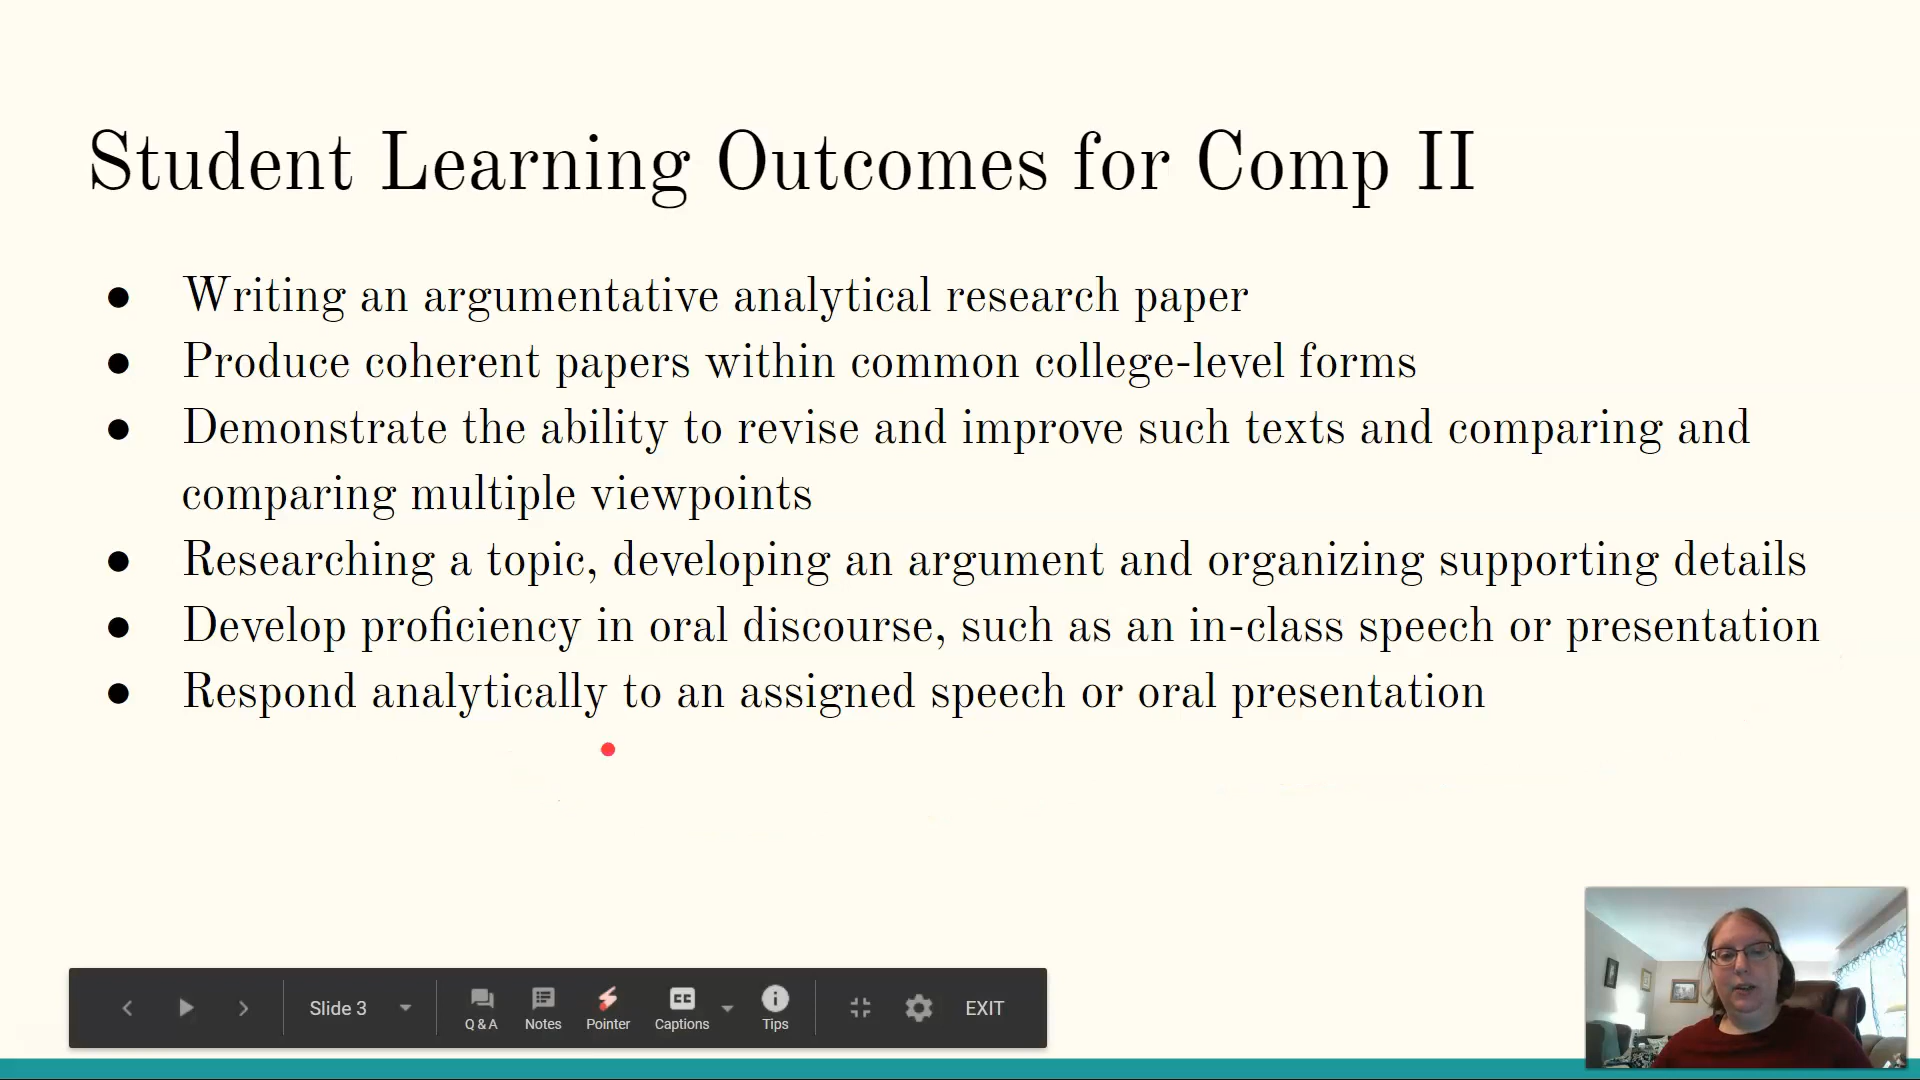 Student Learning Outcomes for Comp II
● Writing an argumentative analytical research paper
● Produce coherent papers within common college-level forms
● Demonstrate the ability to revise and improve such texts and comparing and
comparing multiple viewpoints
● Researching a topic, developing an argument and organizing supporting details
● Develop proficiency in oral discourse, such as an in-class speech or presentation
● Respond analytically to an assigned speech or oral presentation
Slide 3
Q & A
Notes
Pointer
CC
Captions
Tips
EXIT